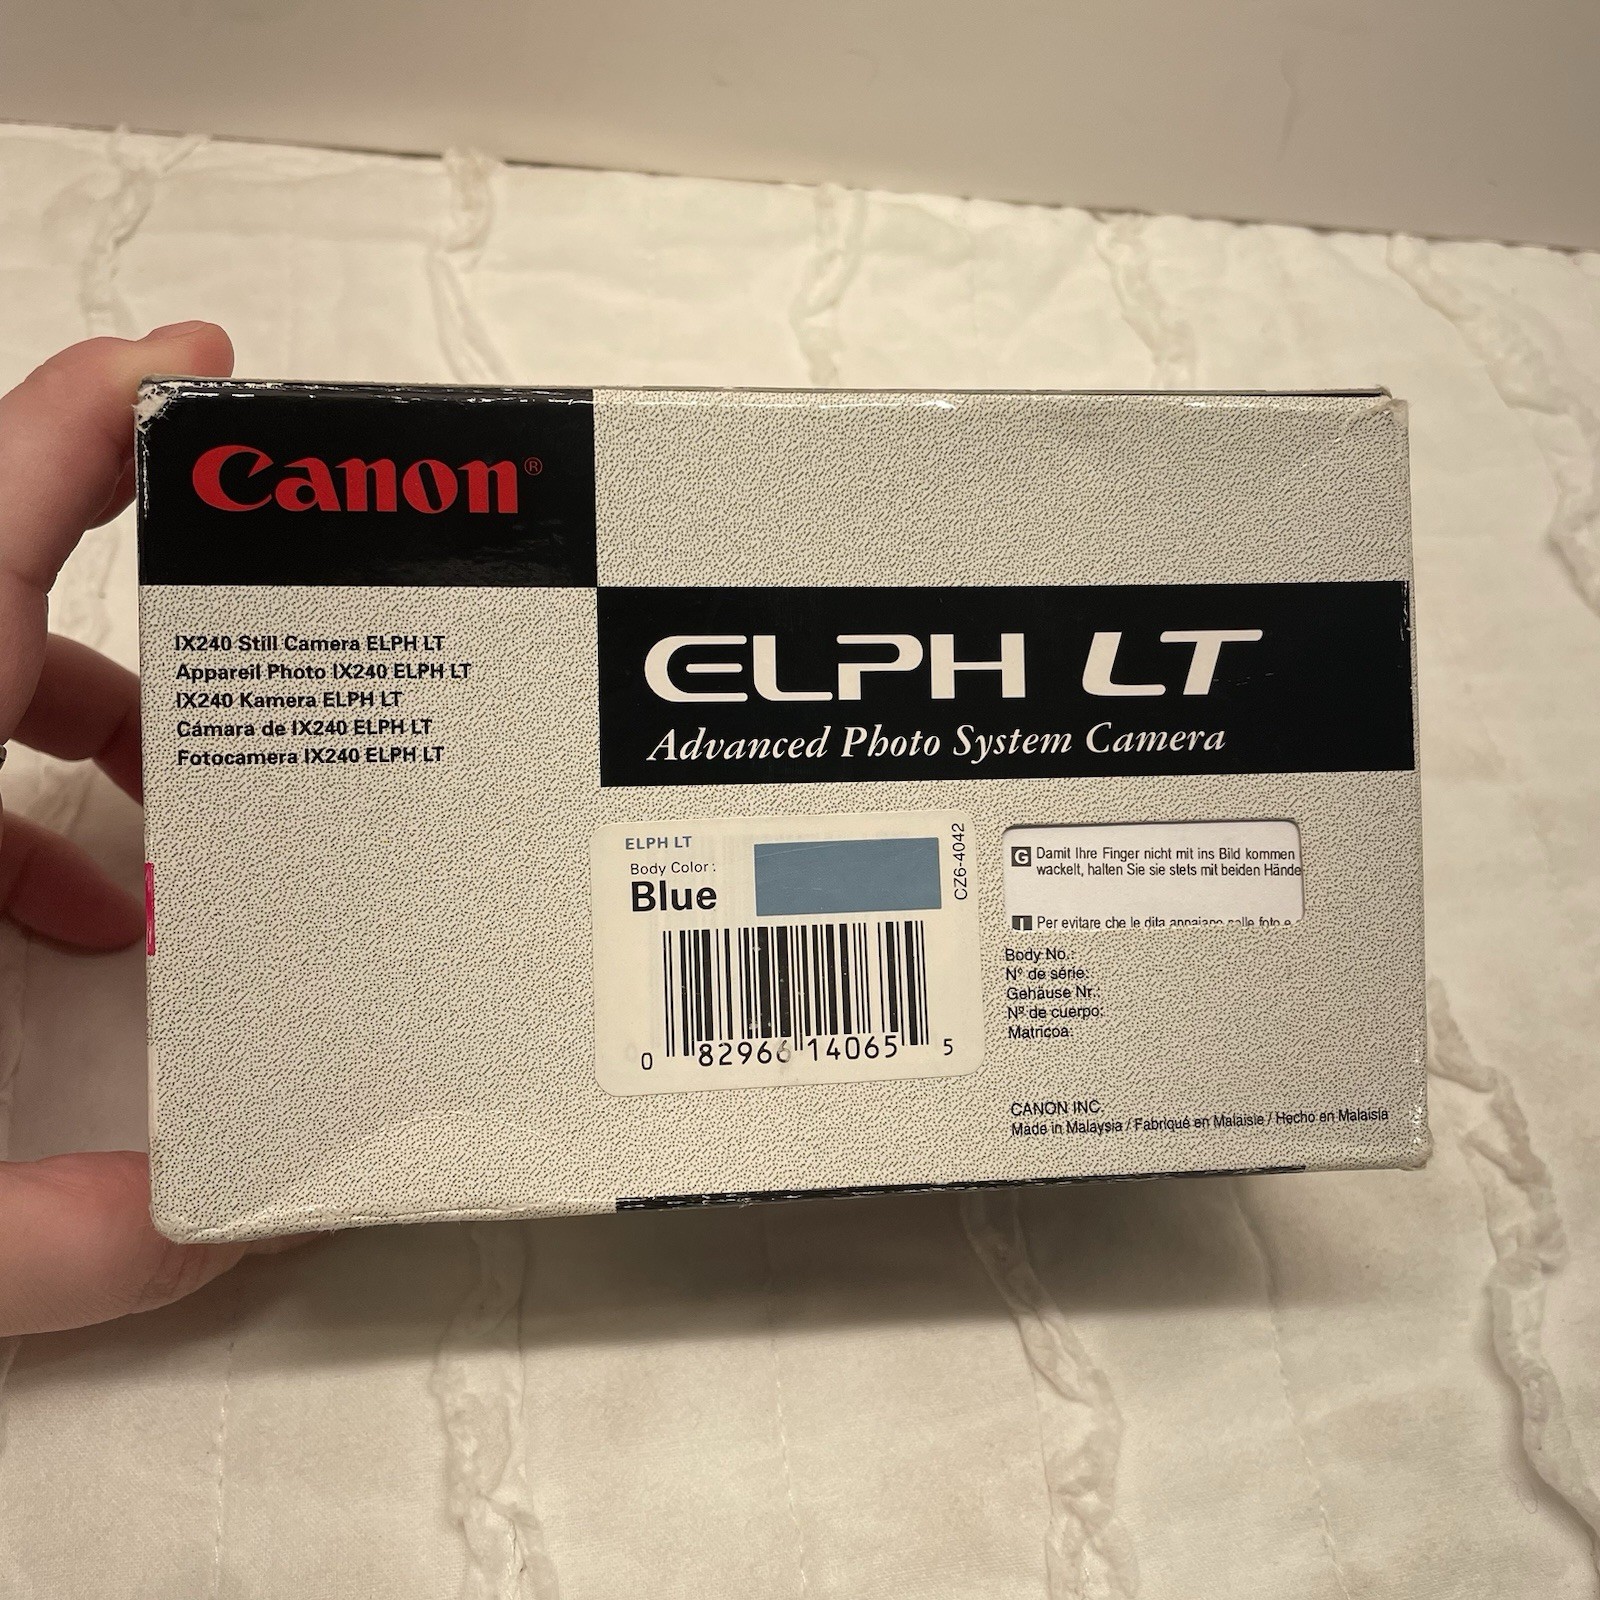 Canon®
IX240 Still Camera ELPH LT
Appareil Photo IX240 ELPH LT
IX240 Kamera ELPH LT
Cámara de IX240 ELPH LT
Fotocamera IX240 ELPH LT
ELPH LT
Advanced Photo System Camera
ELPH LT
Body Color:
Blue
CZ6-4042
0 82966 14065 5
G Damit Ihre Finger nicht mit ins Bild kommen
wackelt, halten Sie sie stets mit beiden Hände
I Per evitare che le dita appaiano nelle foto e
Body No.:
Nº de série:
Gehäuse Nr.:
Nº de cuerpo:
Matricoa:
CANON INC.
Made in Malaysia / Fabriqué en Malaisie / Hecho en Malaisia